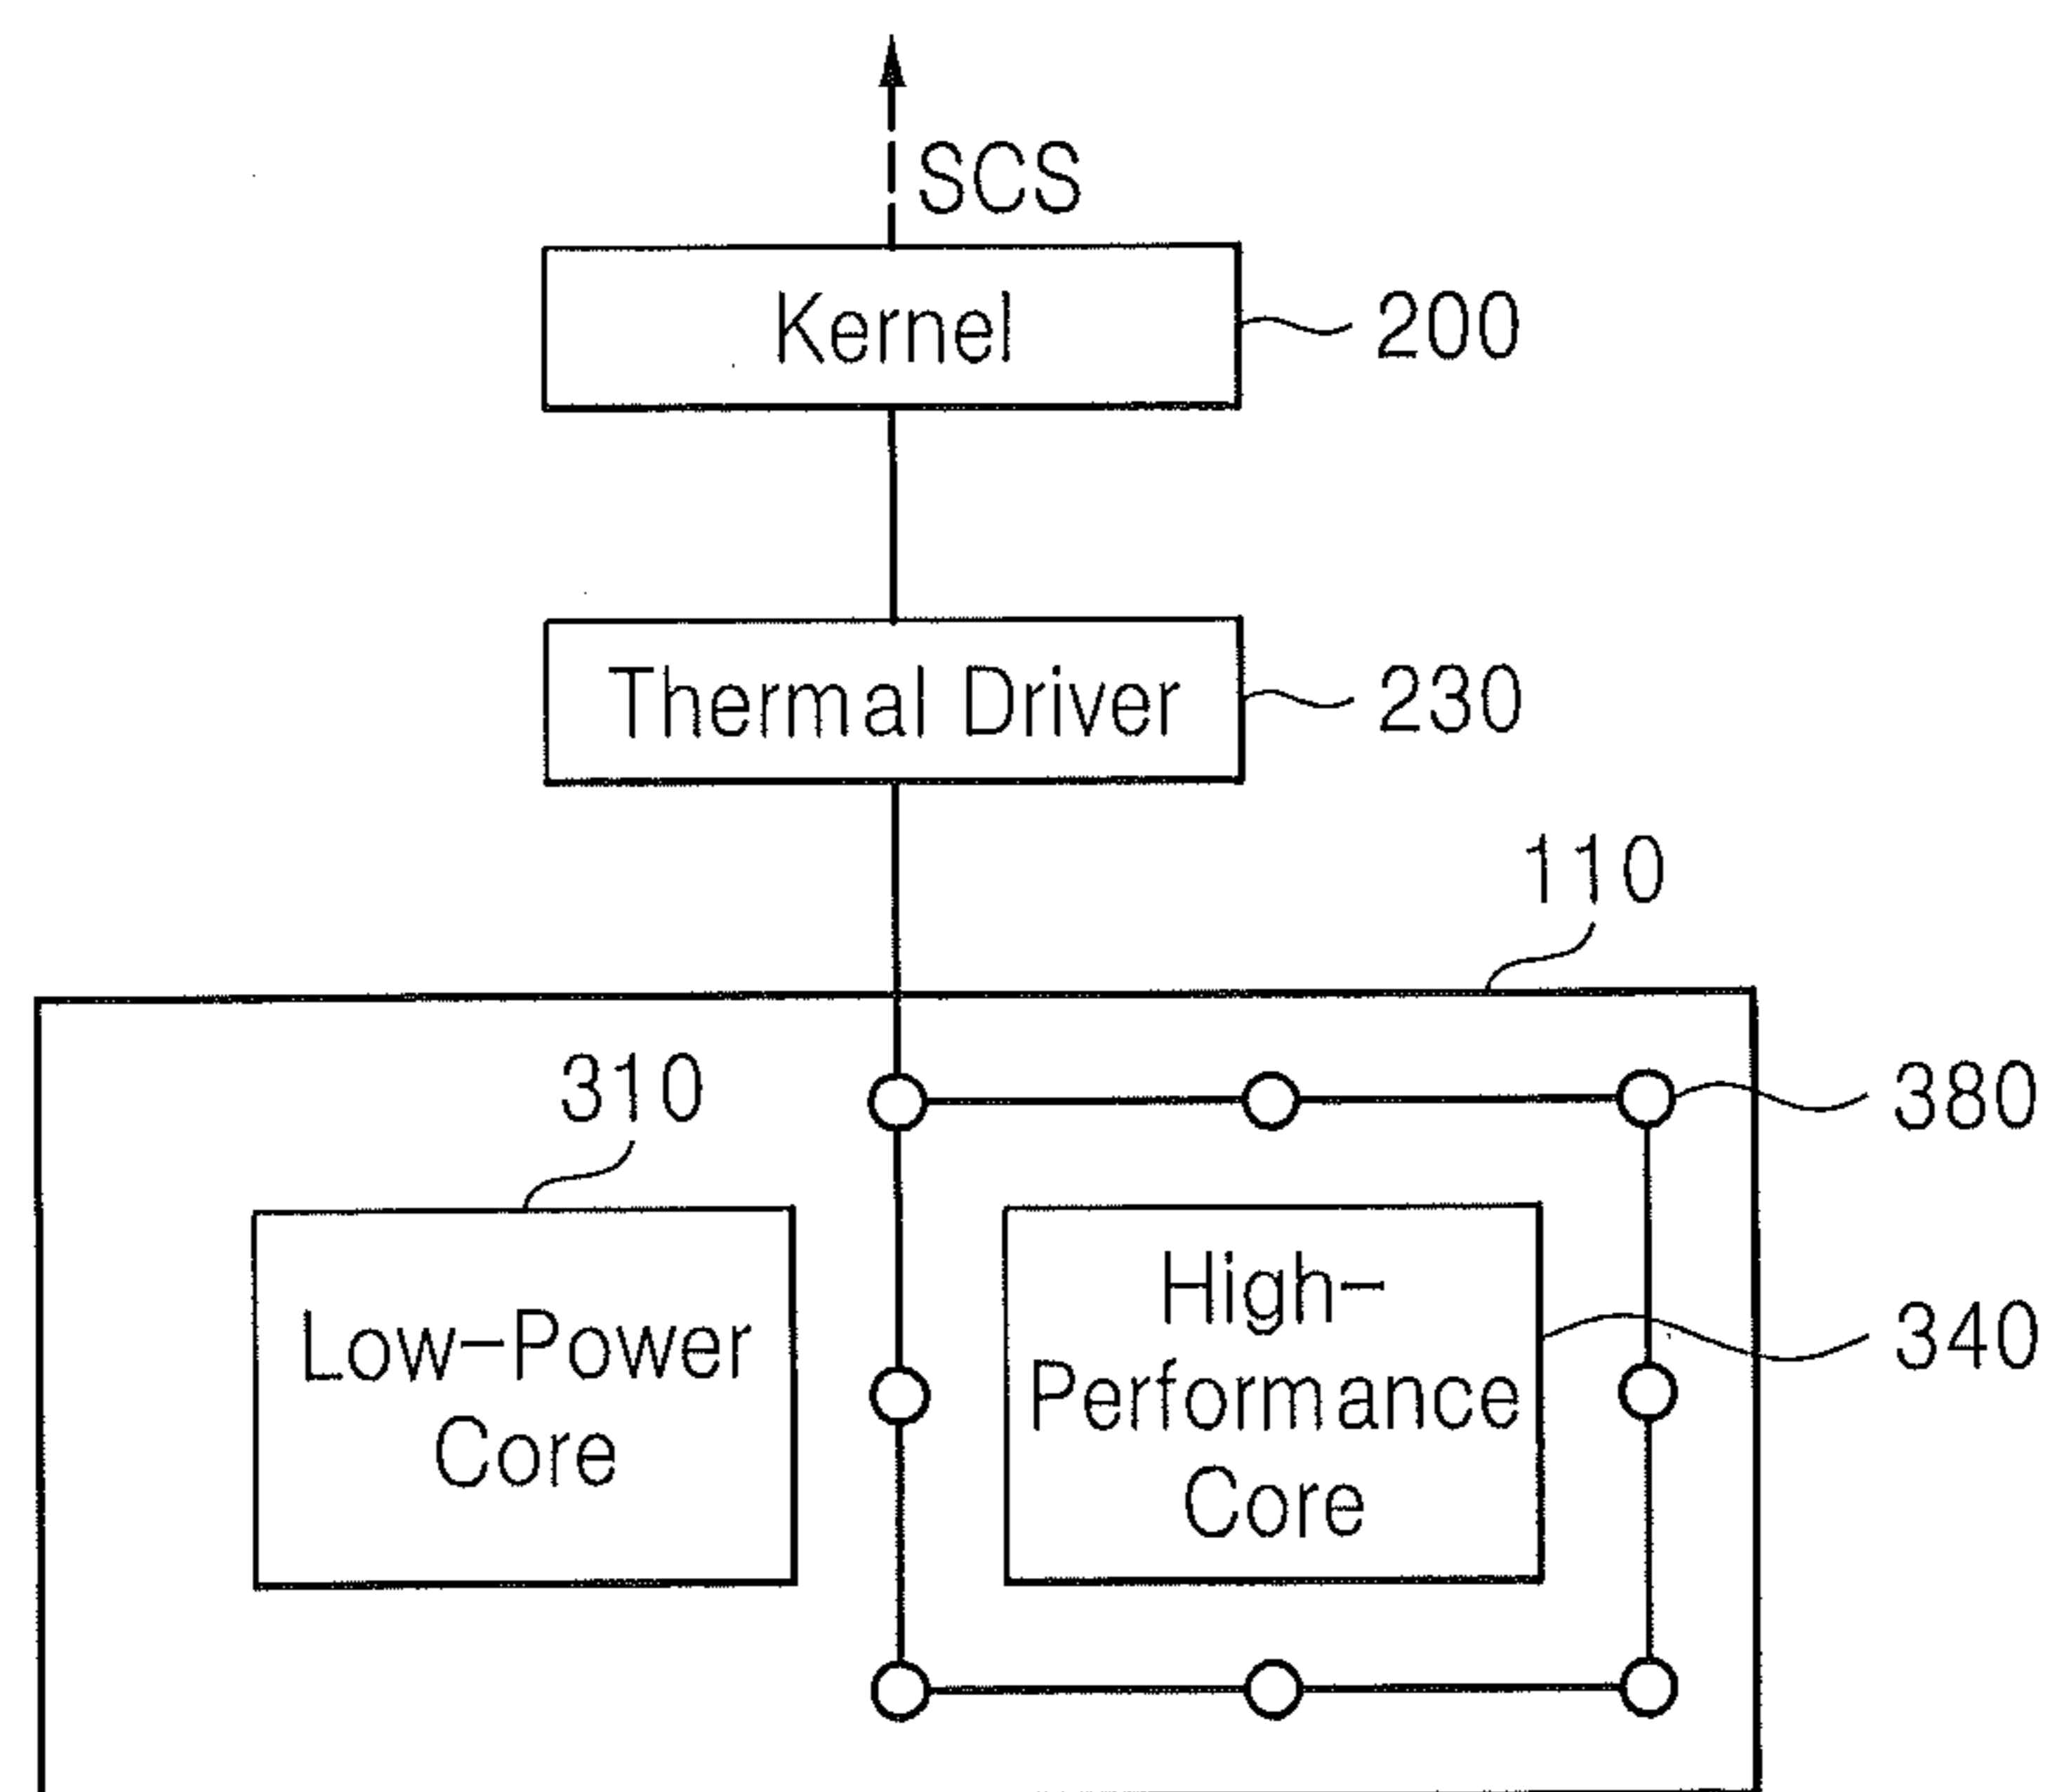 SCS
Kernel
200
Thermal Driver
230
110
310
380
Low-Power
Core
High-
Performance
Core
340